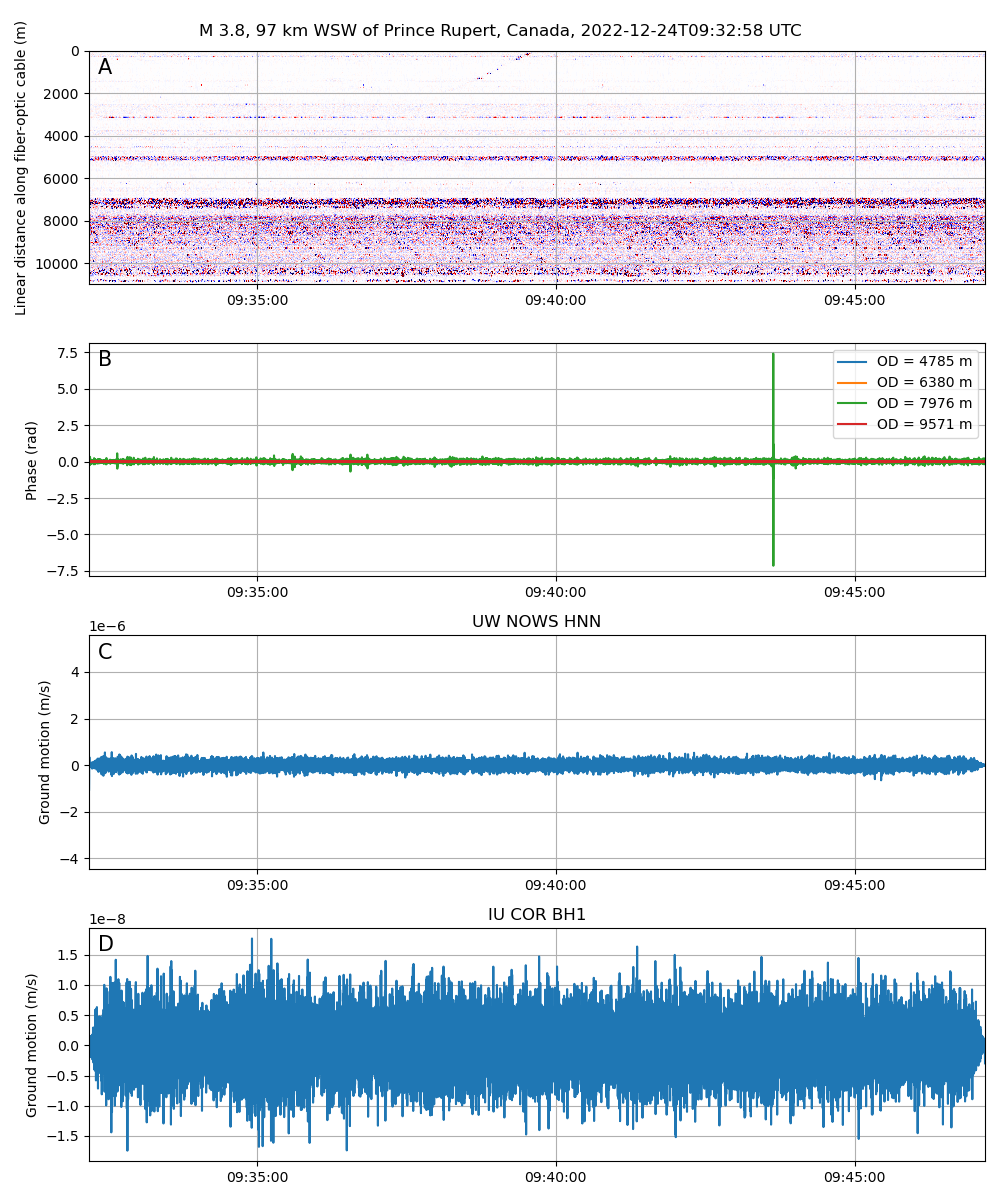 M 3.8, 97 km WSW of Prince Rupert, Canada, 2022-12-24T09:32:58 UTC
A
Linear distance along fiber-optic cable (m)
0
2000
4000
6000
8000
10000
09:35:00 09:40:00 09:45:00
B
Phase (rad)
7.5
5.0
2.5
0.0
−2.5
−5.0
−7.5
OD = 4785 m
OD = 6380 m
OD = 7976 m
OD = 9571 m
09:35:00 09:40:00 09:45:00
UW NOWS HNN
1e−6
C
Ground motion (m/s)
4
2
0
−2
−4
09:35:00 09:40:00 09:45:00
IU COR BH1
1e−8
D
Ground motion (m/s)
1.5
1.0
0.5
0.0
−0.5
−1.0
−1.5
09:35:00 09:40:00 09:45:00